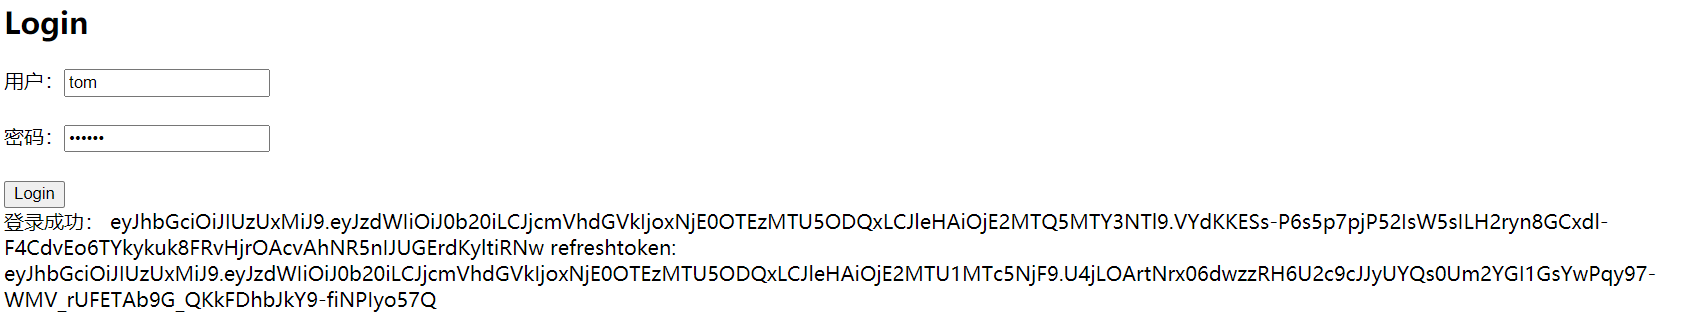 Login
用户： tom
密码： ••••••
Login
登录成功： eyJhbGciOiJIUzUxMiJ9.eyJzdWIiOiJ0b20iLCJjcmVhdGVkIjoxNjE0OTEzMTU5ODQxLCJleHAiOjE2MTQ5MTY3NTl9.VYdKKESs-P6s5p7pjP52IsW5sILH2ryn8GCxdl-
F4CdvEo6TYkykuk8FRvHjrOAcvAhNR5nIJUGErdKyltiRNw refreshtoken:
eyJhbGciOiJIUzUxMiJ9.eyJzdWIiOiJ0b20iLCJjcmVhdGVkIjoxNjE0OTEzMTU5ODQxLCJleHAiOjE2MTU1MTc5NjF9.U4jLOArtNrx06dwzzRH6U2c9cJJyUYQs0Um2YGI1GsYwPqy97-
WMV_rUFETAb9G_QKkFDhbJkY9-fiNPIyo57Q